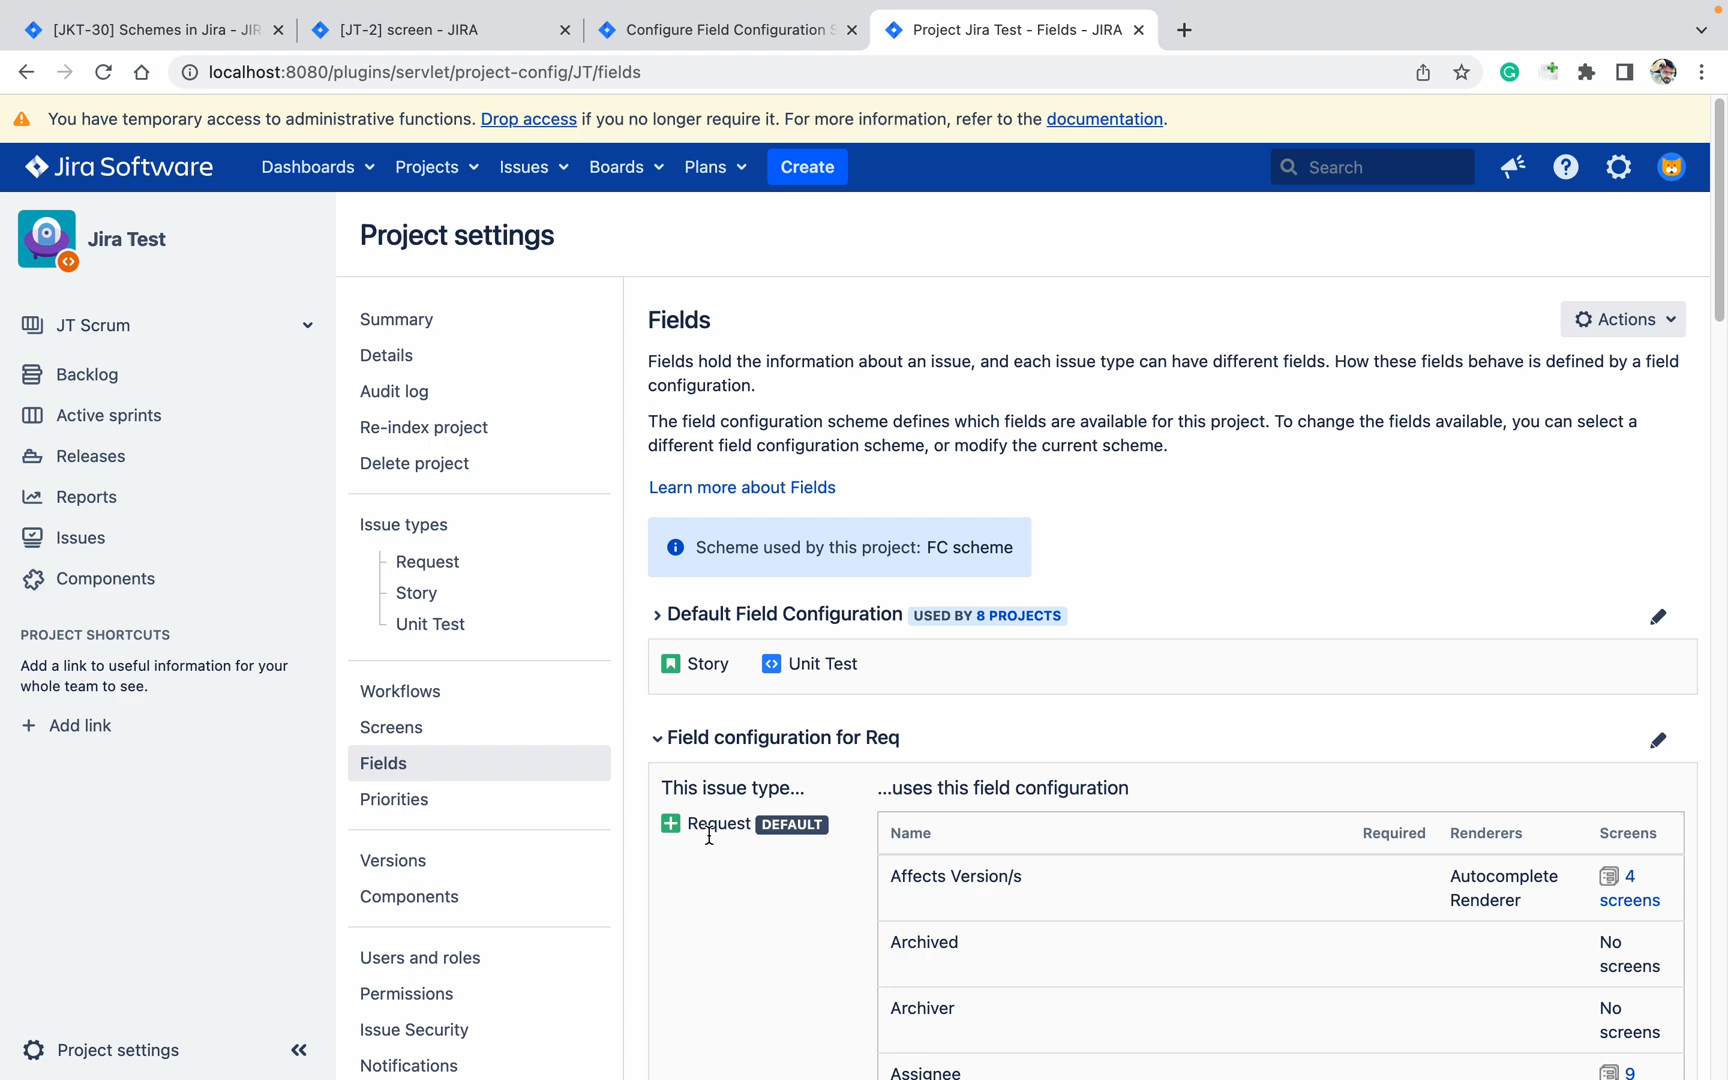 [JKT-30] Schemes in Jira - JIR
[JT-2] screen - JIRA
Configure Field Configuration S
Project Jira Test - Fields - JIRA
localhost:8080/plugins/servlet/project-config/JT/fields
You have temporary access to administrative functions. Drop access if you no longer require it. For more information, refer to the documentation.
Jira Software
Dashboards
Projects
Issues
Boards
Plans
Create
Search
Jira Test
JT Scrum
Backlog
Active sprints
Releases
Reports
Issues
Components
PROJECT SHORTCUTS
Add a link to useful information for your
whole team to see.
+ Add link
Project settings
Project settings
Summary
Details
Audit log
Re-index project
Delete project
Issue types
Request
Story
Unit Test
Workflows
Screens
Fields
Priorities
Versions
Components
Users and roles
Permissions
Issue Security
Notifications
Fields
Actions
Fields hold the information about an issue, and each issue type can have different fields. How these fields behave is defined by a field
configuration.
The field configuration scheme defines which fields are available for this project. To change the fields available, you can select a
different field configuration scheme, or modify the current scheme.
Learn more about Fields
Scheme used by this project: FC scheme
Default Field Configuration USED BY 8 PROJECTS
Story Unit Test
Field configuration for Req
This issue type...
...uses this field configuration
Request DEFAULT
Name Required Renderers Screens
Affects Version/s Autocomplete 4
Renderer screens
Archived No
screens
Archiver No
screens
Assignee 9